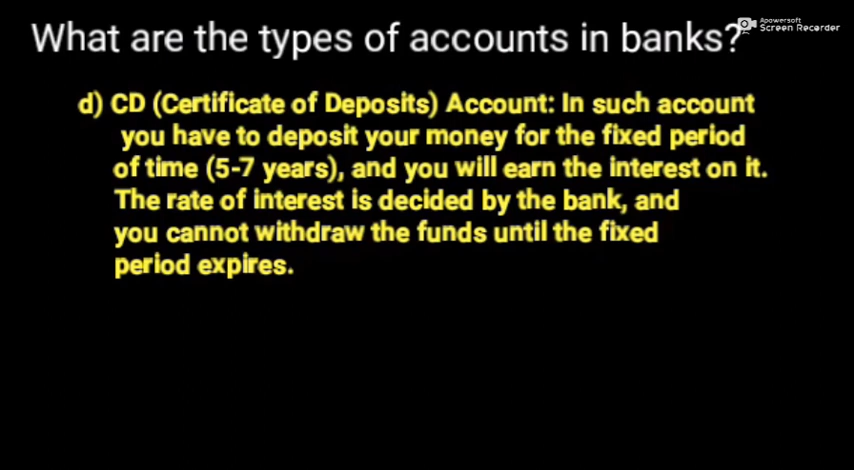 What are the types of accounts in banks?
Apowersoft
Screen Recorder
d) CD (Certificate of Deposits) Account: In such account
you have to deposit your money for the fixed period
of time (5-7 years), and you will earn the interest on it.
The rate of interest is decided by the bank, and
you cannot withdraw the funds until the fixed
period expires.